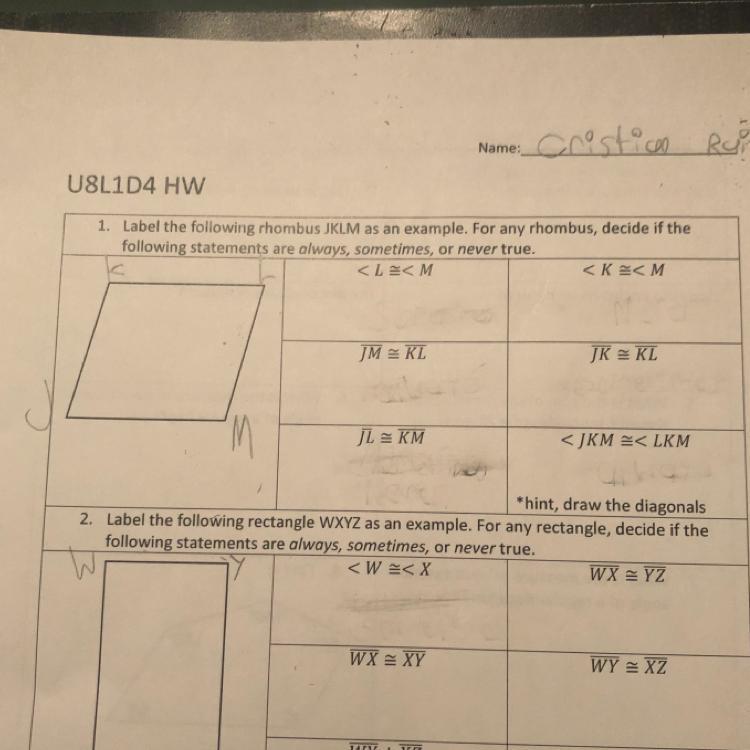 Name: Cristian
U8L1D4 HW
1. Label the following rhombus JKLM as an example. For any rhombus, decide if the
following statements are always, sometimes, or never true.
K L
J M
< L ≅< M < K ≅< M
JM ≅ KL JK ≅ KL
JL ≅ KM < JKM ≅< LKM
*hint, draw the diagonals
2. Label the following rectangle WXYZ as an example. For any rectangle, decide if the
following statements are always, sometimes, or never true.
W Y
< W ≅< X WX ≅ YZ
WX ≅ XY WY ≅ XZ